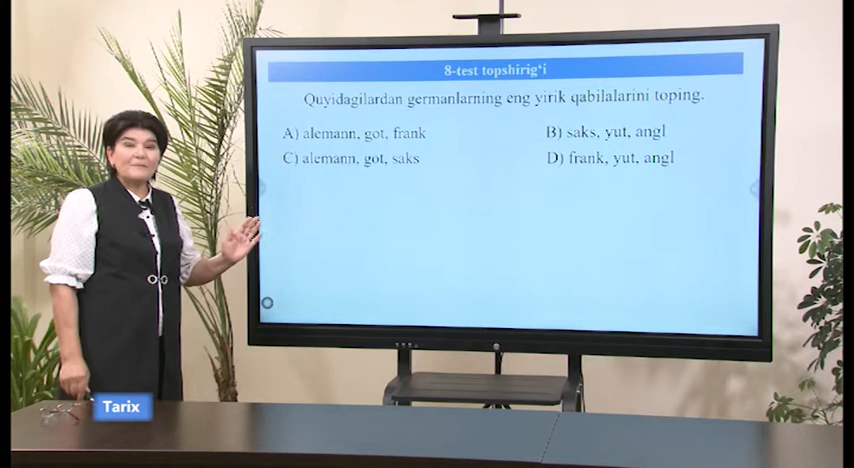 8-test topshirig‘i
Quyidagilardan germanlarning eng yirik qabilalarini toping.
A) alemann, got, frank
B) saks, yut, angl
C) alemann, got, saks
D) frank, yut, angl
Tarix